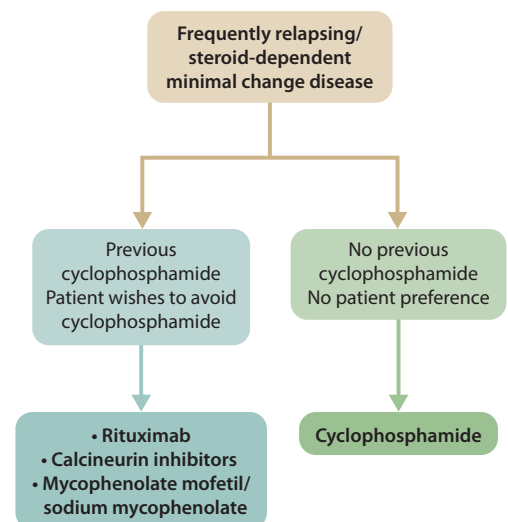 Frequently relapsing/
steroid-dependent
minimal change disease
Previous
cyclophosphamide
Patient wishes to avoid
cyclophosphamide
No previous
cyclophosphamide
No patient preference
• Rituximab
• Calcineurin inhibitors
• Mycophenolate mofetil/
sodium mycophenolate
Cyclophosphamide